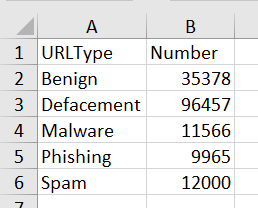 A B
1 URLType Number
2 Benign 35378
3 Defacement 96457
4 Malware 11566
5 Phishing 9965
6 Spam 12000
7